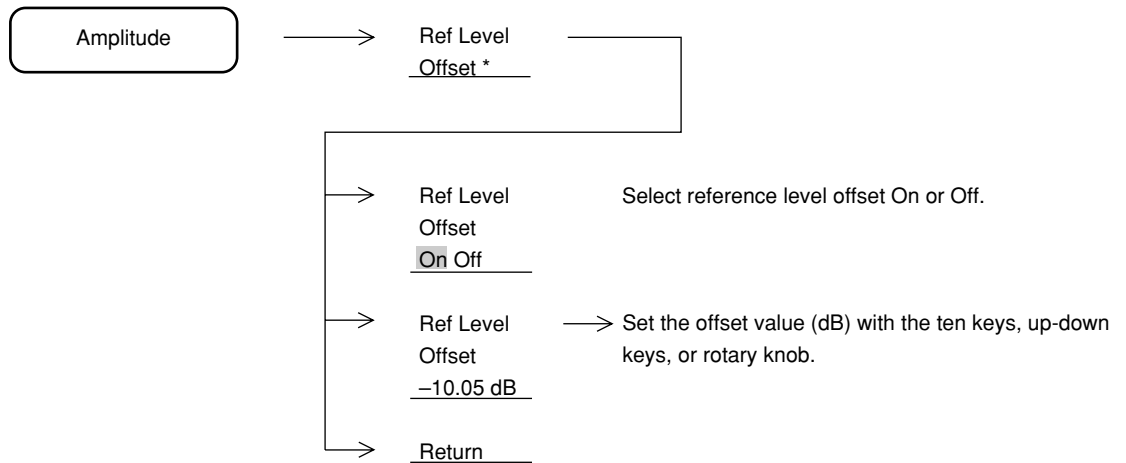 Amplitude
Ref Level
Offset *
Ref Level
Offset
On Off
Select reference level offset On or Off.
Ref Level
Offset
–10.05 dB
Set the offset value (dB) with the ten keys, up-down
keys, or rotary knob.
Return